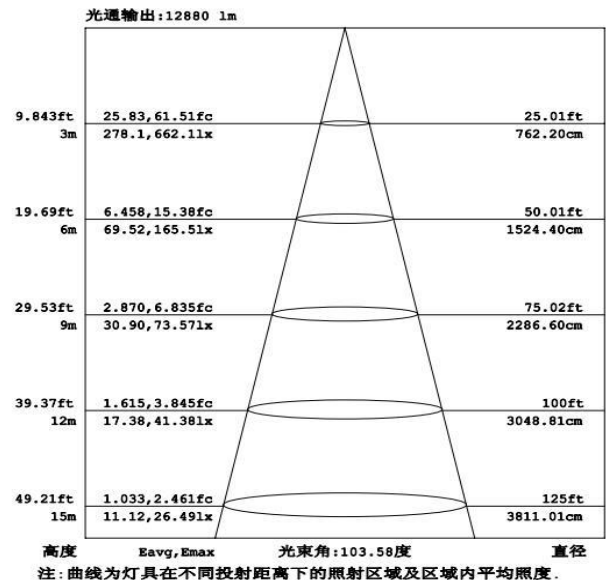 光通输出:12880 lm
9.843ft 25.83,61.51fc 25.01ft
3m 278.1,662.1lx 762.20cm
19.69ft 6.458,15.38fc 50.01ft
6m 69.52,165.5lx 1524.40cm
29.53ft 2.870,6.835fc 75.02ft
9m 30.90,73.57lx 2286.60cm
39.37ft 1.615,3.845fc 100ft
12m 17.38,41.38lx 3048.81cm
49.21ft 1.033,2.461fc 125ft
15m 11.12,26.49lx 3811.01cm
高度 Eavg,Emax 光束角:103.58度 直径
注:曲线为灯具在不同投射距离下的照射区域及区域内平均照度.